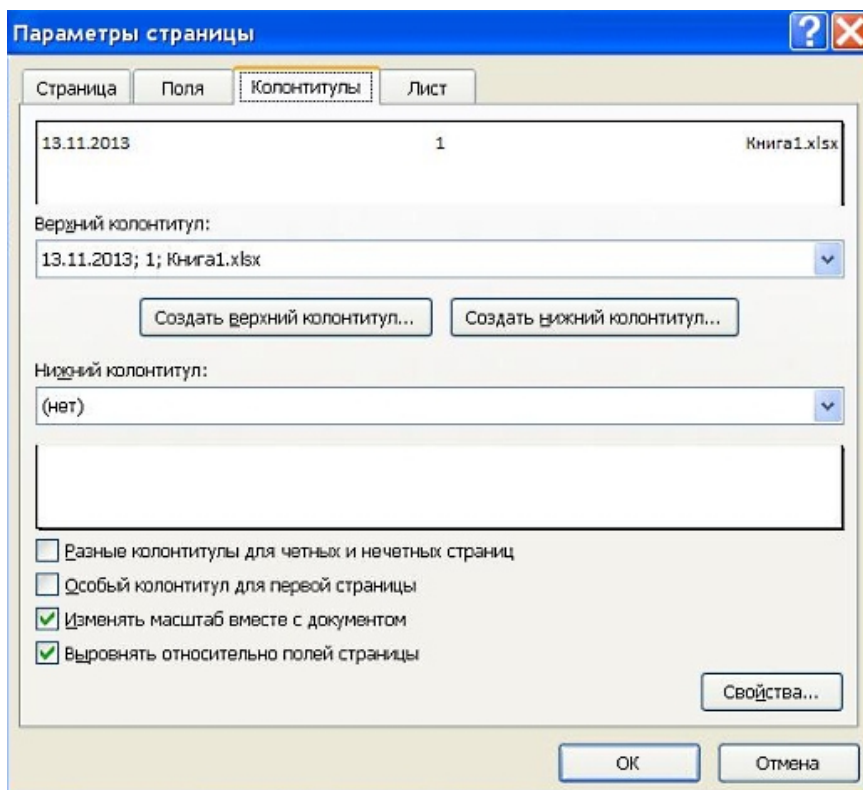 Параметры страницы
Страница Поля Колонтитулы Лист
13.11.2013 1 Книга1.xlsx
Верхний колонтитул:
13.11.2013; 1; Книга1.xlsx
Создать верхний колонтитул... Создать нижний колонтитул...
Нижний колонтитул:
(нет)
Разные колонтитулы для четных и нечетных страниц
Особый колонтитул для первой страницы
Изменять масштаб вместе с документом
Выровнять относительно полей страницы
Свойства...
ОК Отмена